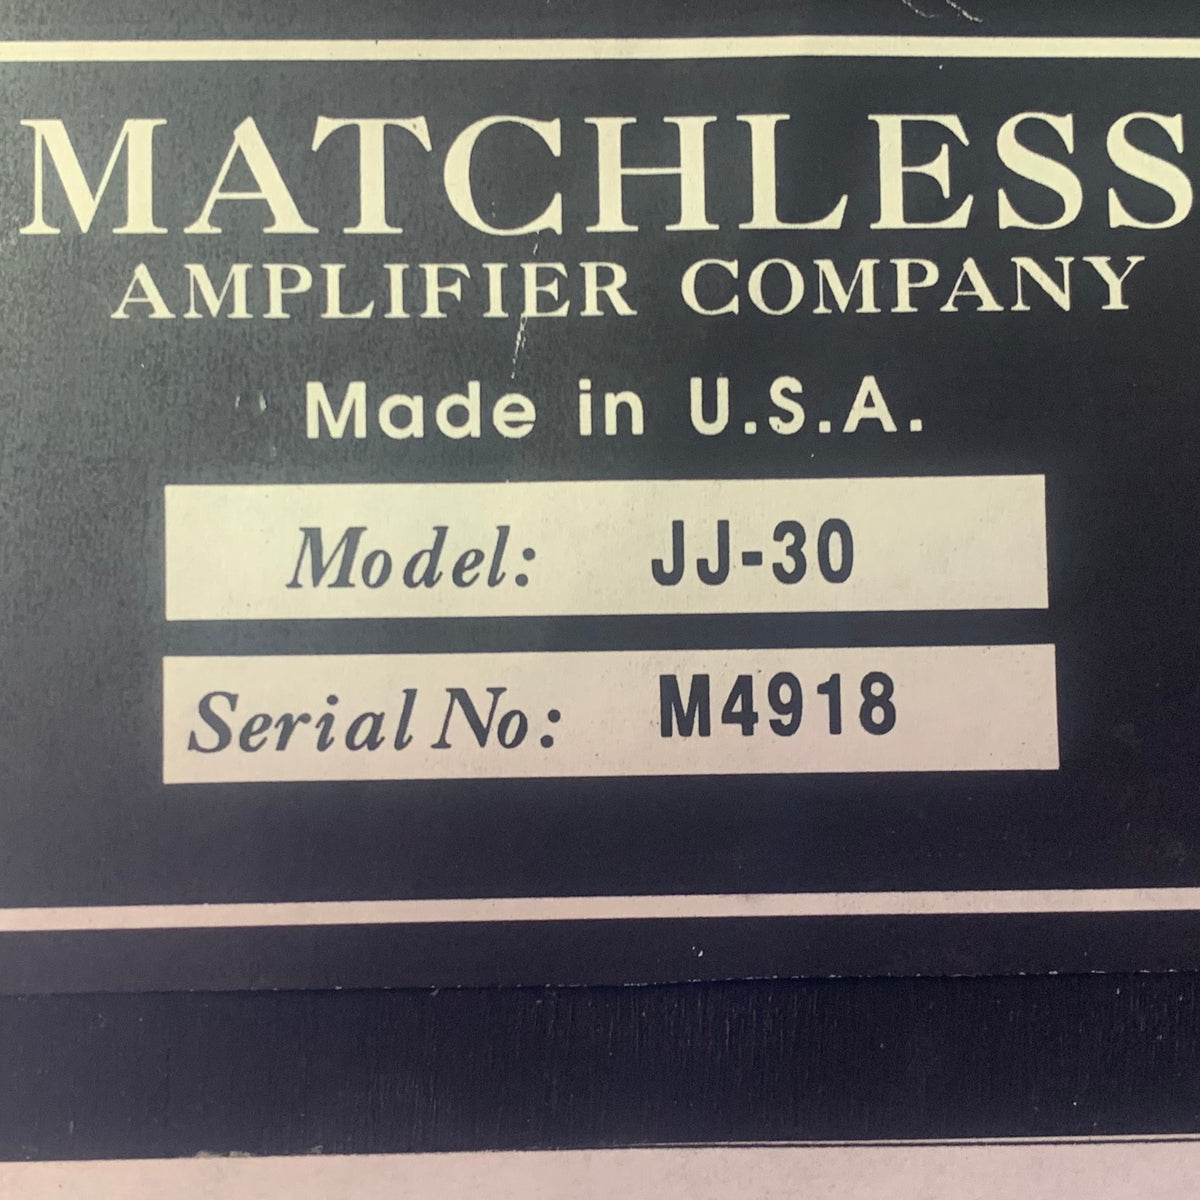 MATCHLESS
AMPLIFIER COMPANY
Made in U.S.A.
Model: JJ-30
Serial No: M4918